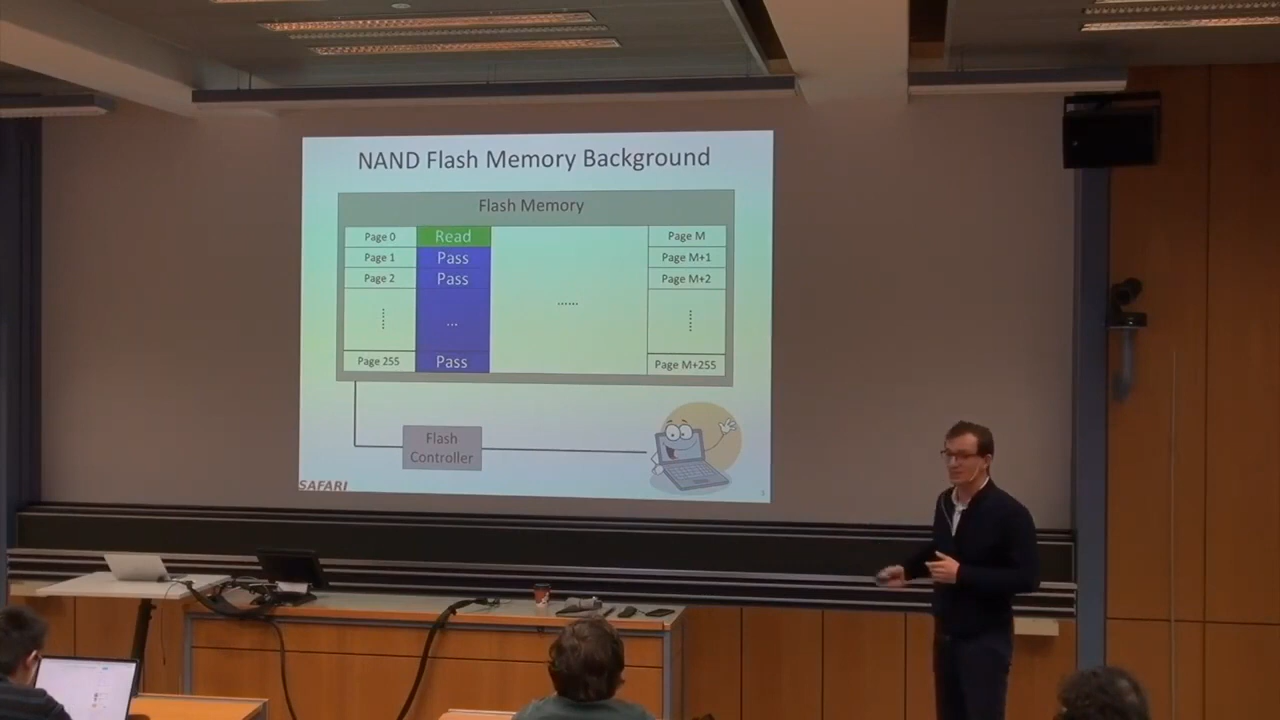 NAND Flash Memory Background
Flash Memory
Page 0 Read Page M
Page 1 Pass Page M+1
Page 2 Pass Page M+2
...... 
⋮ ... ⋮
Page 255 Pass Page M+255
Flash
Controller
SAFARI